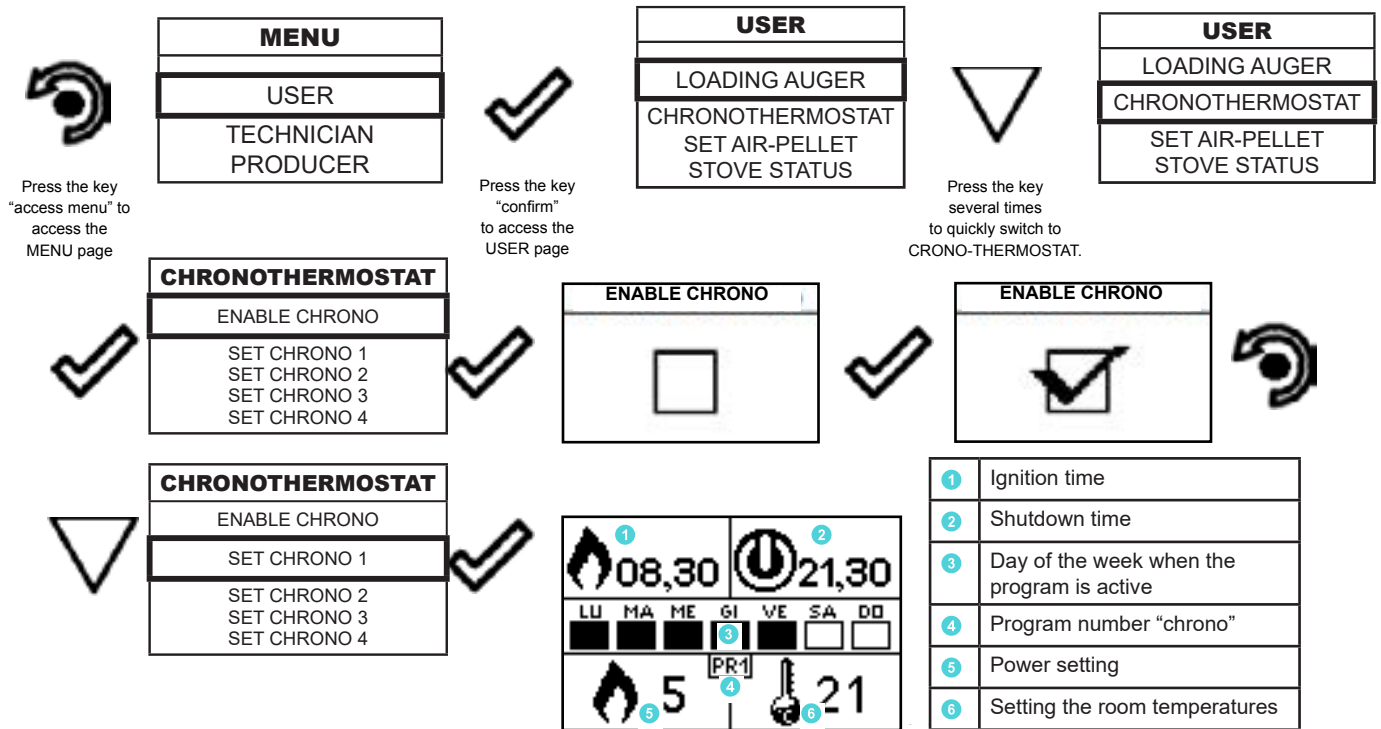 MENU
USER
TECHNICIAN
PRODUCER
Press the key
“access menu” to
access the
MENU page
Press the key
“confirm”
to access the
USER page
USER
LOADING AUGER
CHRONOTHERMOSTAT
SET AIR-PELLET
STOVE STATUS
Press the key
several times
to quickly switch to
CRONO-THERMOSTAT.
USER
LOADING AUGER
CHRONOTHERMOSTAT
SET AIR-PELLET
STOVE STATUS
CHRONOTHERMOSTAT
ENABLE CHRONO
SET CHRONO 1
SET CHRONO 2
SET CHRONO 3
SET CHRONO 4
ENABLE CHRONO
ENABLE CHRONO
CHRONOTHERMOSTAT
ENABLE CHRONO
SET CHRONO 1
SET CHRONO 2
SET CHRONO 3
SET CHRONO 4
1 2
08,30 21,30
LU MA ME GI VE SA DO
3
PR1
4
5 5 6 °C 21
1 Ignition time
2 Shutdown time
3 Day of the week when the
program is active
4 Program number “chrono”
5 Power setting
6 Setting the room temperatures